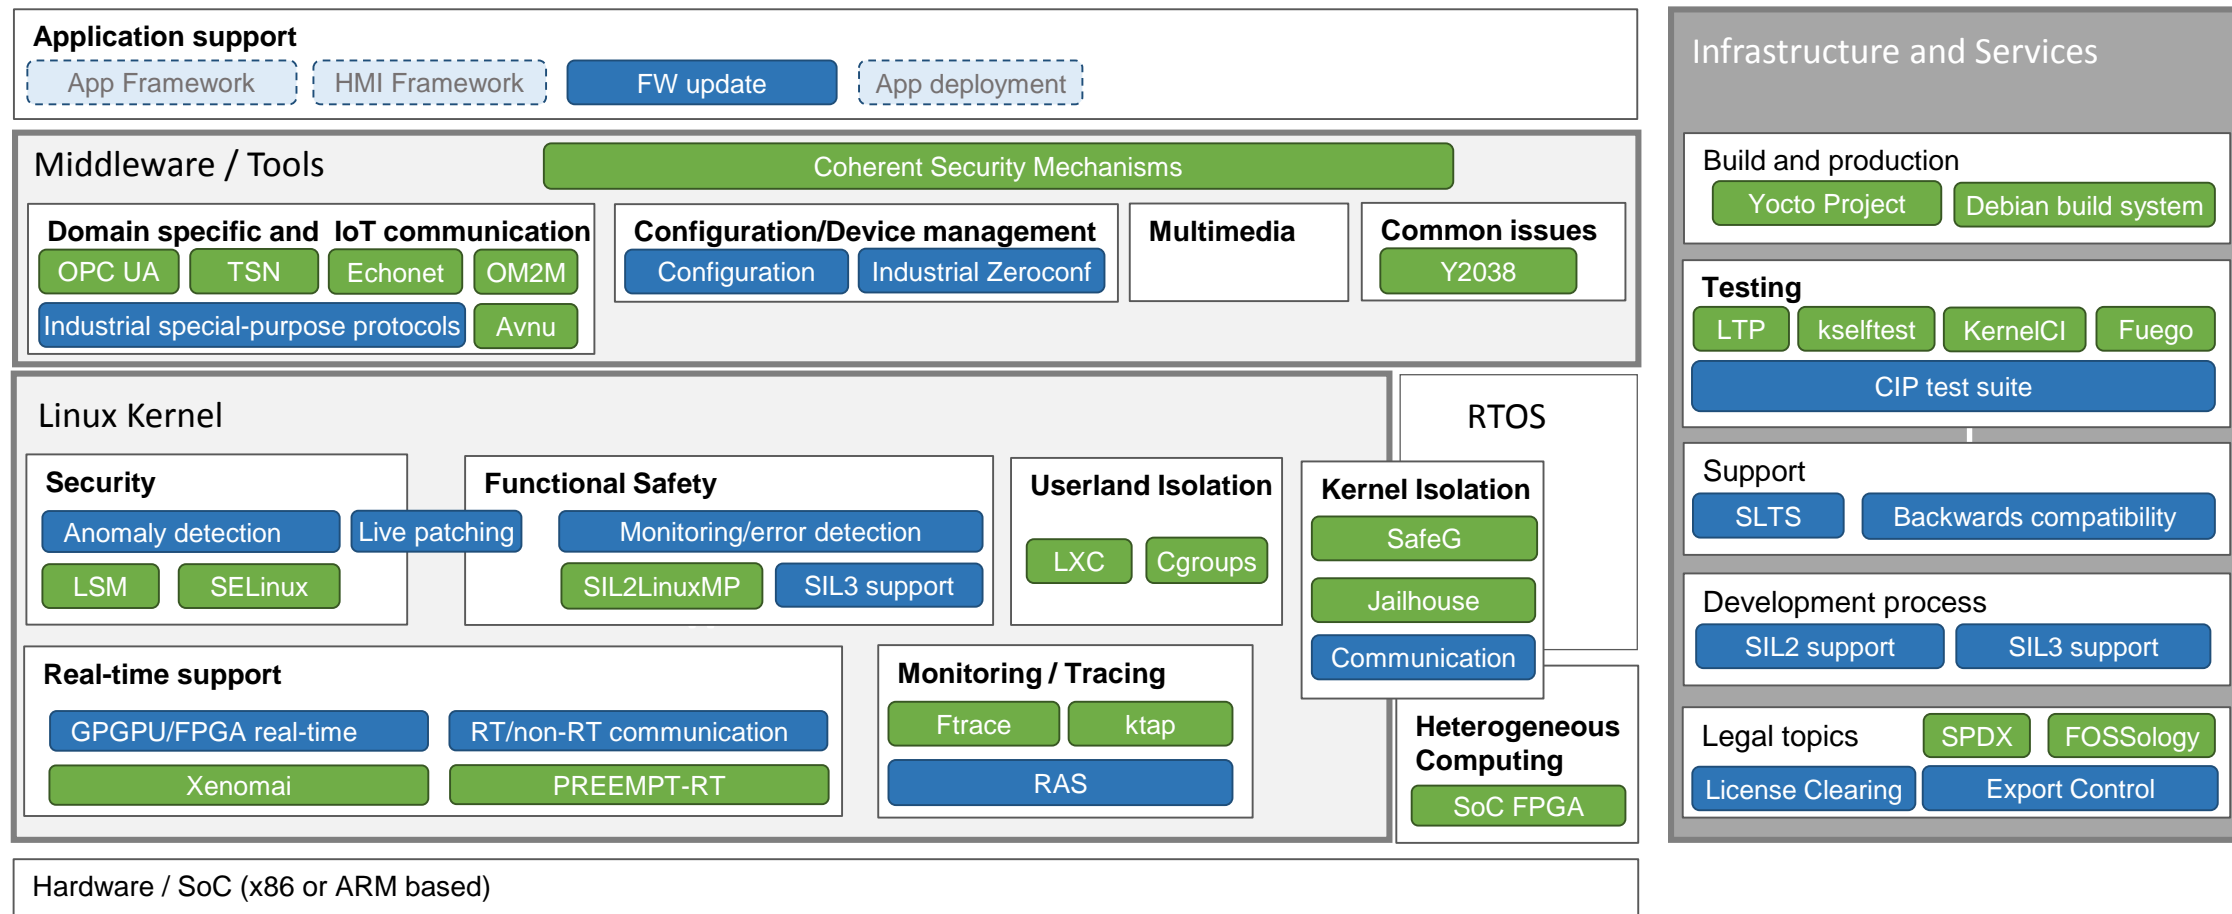 Application support
App Framework
HMI Framework
FW update
App deployment
Middleware / Tools
Coherent Security Mechanisms
Domain specific and IoT communication
OPC UA
TSN
Echonet
OM2M
Industrial special-purpose protocols
Avnu
Configuration/Device management
Configuration
Industrial Zeroconf
Multimedia
Common issues
Y2038
Linux Kernel
Security
Anomaly detection
Live patching
LSM
SELinux
Functional Safety
Monitoring/error detection
SIL2LinuxMP
SIL3 support
Userland Isolation
LXC
Cgroups
RTOS
Kernel Isolation
SafeG
Jailhouse
Communication
Real-time support
GPGPU/FPGA real-time
RT/non-RT communication
Xenomai
PREEMPT-RT
Monitoring / Tracing
Ftrace
ktap
RAS
Heterogeneous
Computing
SoC FPGA
Hardware / SoC (x86 or ARM based)
Infrastructure and Services
Build and production
Yocto Project
Debian build system
Testing
LTP
kselftest
KernelCI
Fuego
CIP test suite
Support
SLTS
Backwards compatibility
Development process
SIL2 support
SIL3 support
Legal topics
SPDX
FOSSology
License Clearing
Export Control